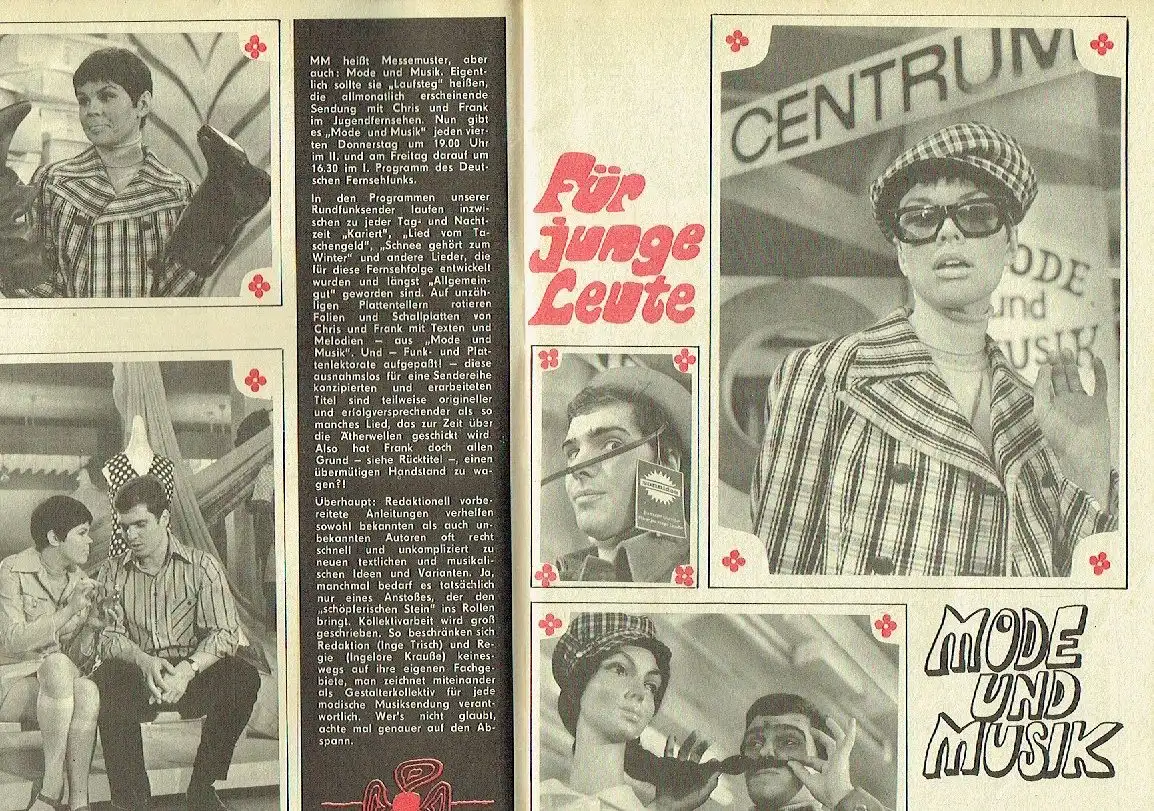 MM heißt Messemuster, aber
auch: Mode und Musik. Eigent-
lich sollte sie „Laufsteg" heißen,
die allmonatlich erscheinende
Sendung mit Chris und Frank
im Jugendfernsehen. Nun gibt
es „Mode und Musik" jeden vier-
ten Donnerstag um 19.00 Uhr
im II. und am Freitag darauf um
16.30 im I. Programm des Deut-
schen Fernsehfunks.
In den Programmen unserer
Rundfunksender laufen inzwi-
schen zu jeder Tag- und Nacht-
zeit „Kariert", „Lied vom Ta-
schengeld", „Schnee gehört zum
Winter" und andere Lieder, die
für diese Fernsehfolge entwickelt
wurden und längst „Allgemein-
gut" geworden sind. Auf unzäh-
ligen Plattentellern rotieren
Folien und Schallplatten von
Chris und Frank mit Texten und
Melodien – aus „Mode und
Musik". Und – Funk- und Plat-
tenlektorate aufgepaßt! – diese
ausnahmslos für eine Sendereihe
konzipierten und erarbeiteten
Titel sind teilweise origineller
und erfolgversprechender als so
manches Lied, das zur Zeit über
die Ätherwellen geschickt wird.
Also hat Frank doch allen
Grund – siehe Rücktitel –, einen
übermütigen Handstand zu wa-
gen?!
Überhaupt: Redaktionell vorbe-
reitete Anleitungen verhelfen
sowohl bekannten als auch un-
bekannten Autoren oft recht
schnell und unkompliziert zu
neuen textlichen und musikali-
schen Ideen und Varianten. Ja,
manchmal bedarf es tatsächlich
nur eines Anstoßes, der den
„schöpferischen Stein" ins Rollen
bringt. Kollektivarbeit wird groß
geschrieben. So beschränken sich
Redaktion (Inge Trisch) und Re-
gie (Ingelore Krauße) keines-
wegs auf ihre eigenen Fachge-
biete, man zeichnet miteinander
als Gestalterkollektiv für jede
modische Musiksendung verant-
wortlich. Wer's nicht glaubt,
achte mal genauer auf den Ab-
spann.
Für
junge
Leute
CENTRUM
MODE
und
MUSIK
MODE
UND
MUSIK